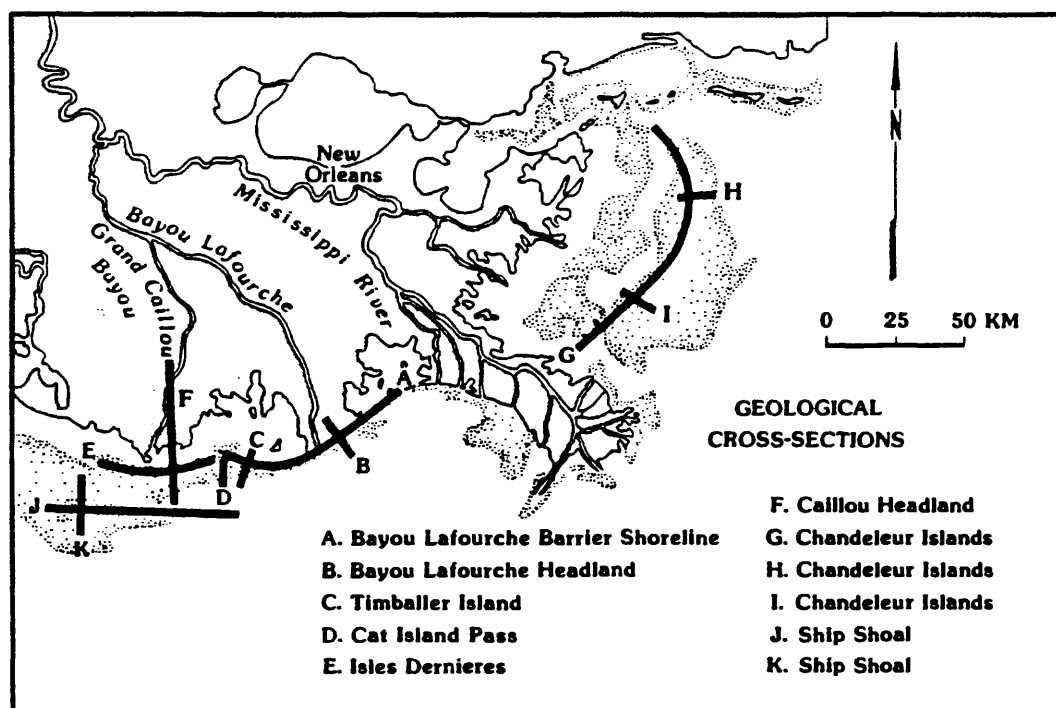 New
Orleans
Mississippi
River
Bayou Lafourche
Grand Caillon
Bayou
N
H
I
G
0 25 50 KM
A
F
C
E
B
D
J
K
GEOLOGICAL
CROSS-SECTIONS
A. Bayou Lafourche Barrier Shoreline
B. Bayou Lafourche Headland
C. Timballer Island
D. Cat Island Pass
E. Isles Dernieres
F. Caillou Headland
G. Chandeleur Islands
H. Chandeleur Islands
I. Chandeleur Islands
J. Ship Shoal
K. Ship Shoal